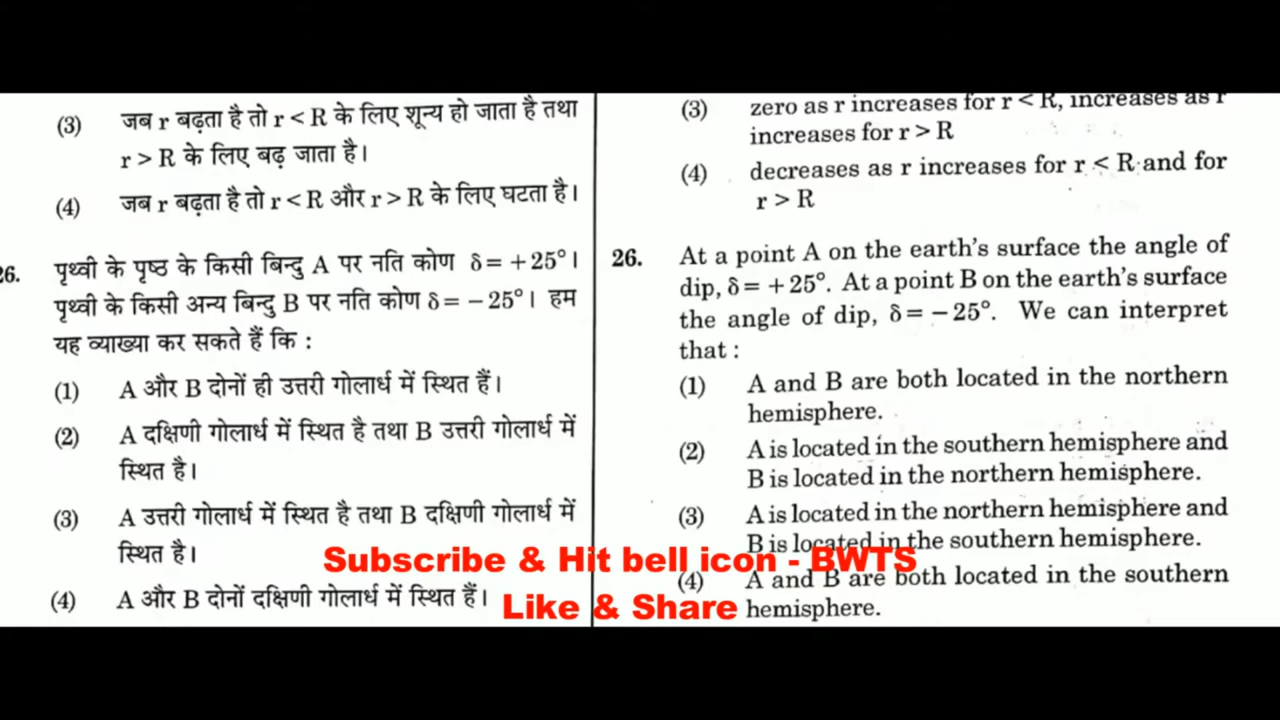 (3) जब r बढ़ता है तो r < R के लिए शून्य हो जाता है तथा
r > R के लिए बढ़ जाता है।
(4) जब r बढ़ता है तो r < R और r > R के लिए घटता है।
26. पृथ्वी के पृष्ठ के किसी बिन्दु A पर नति कोण δ = +25°।
पृथ्वी के किसी अन्य बिन्दु B पर नति कोण δ = −25°। हम
यह व्याख्या कर सकते हैं कि :
(1) A और B दोनों ही उत्तरी गोलार्ध में स्थित हैं।
(2) A दक्षिणी गोलार्ध में स्थित है तथा B उत्तरी गोलार्ध में
स्थित है।
(3) A उत्तरी गोलार्ध में स्थित है तथा B दक्षिणी गोलार्ध में
स्थित है।
(4) A और B दोनों दक्षिणी गोलार्ध में स्थित हैं।
(3) zero as r increases for r < R, increases as r
increases for r > R
(4) decreases as r increases for r < R and for
r > R
26. At a point A on the earth's surface the angle of
dip, δ = +25°. At a point B on the earth's surface
the angle of dip, δ = −25°. We can interpret
that :
(1) A and B are both located in the northern
hemisphere.
(2) A is located in the southern hemisphere and
B is located in the northern hemisphere.
(3) A is located in the northern hemisphere and
B is located in the southern hemisphere.
(4) A and B are both located in the southern
hemisphere.
Subscribe & Hit bell icon - BWTS
Like & Share